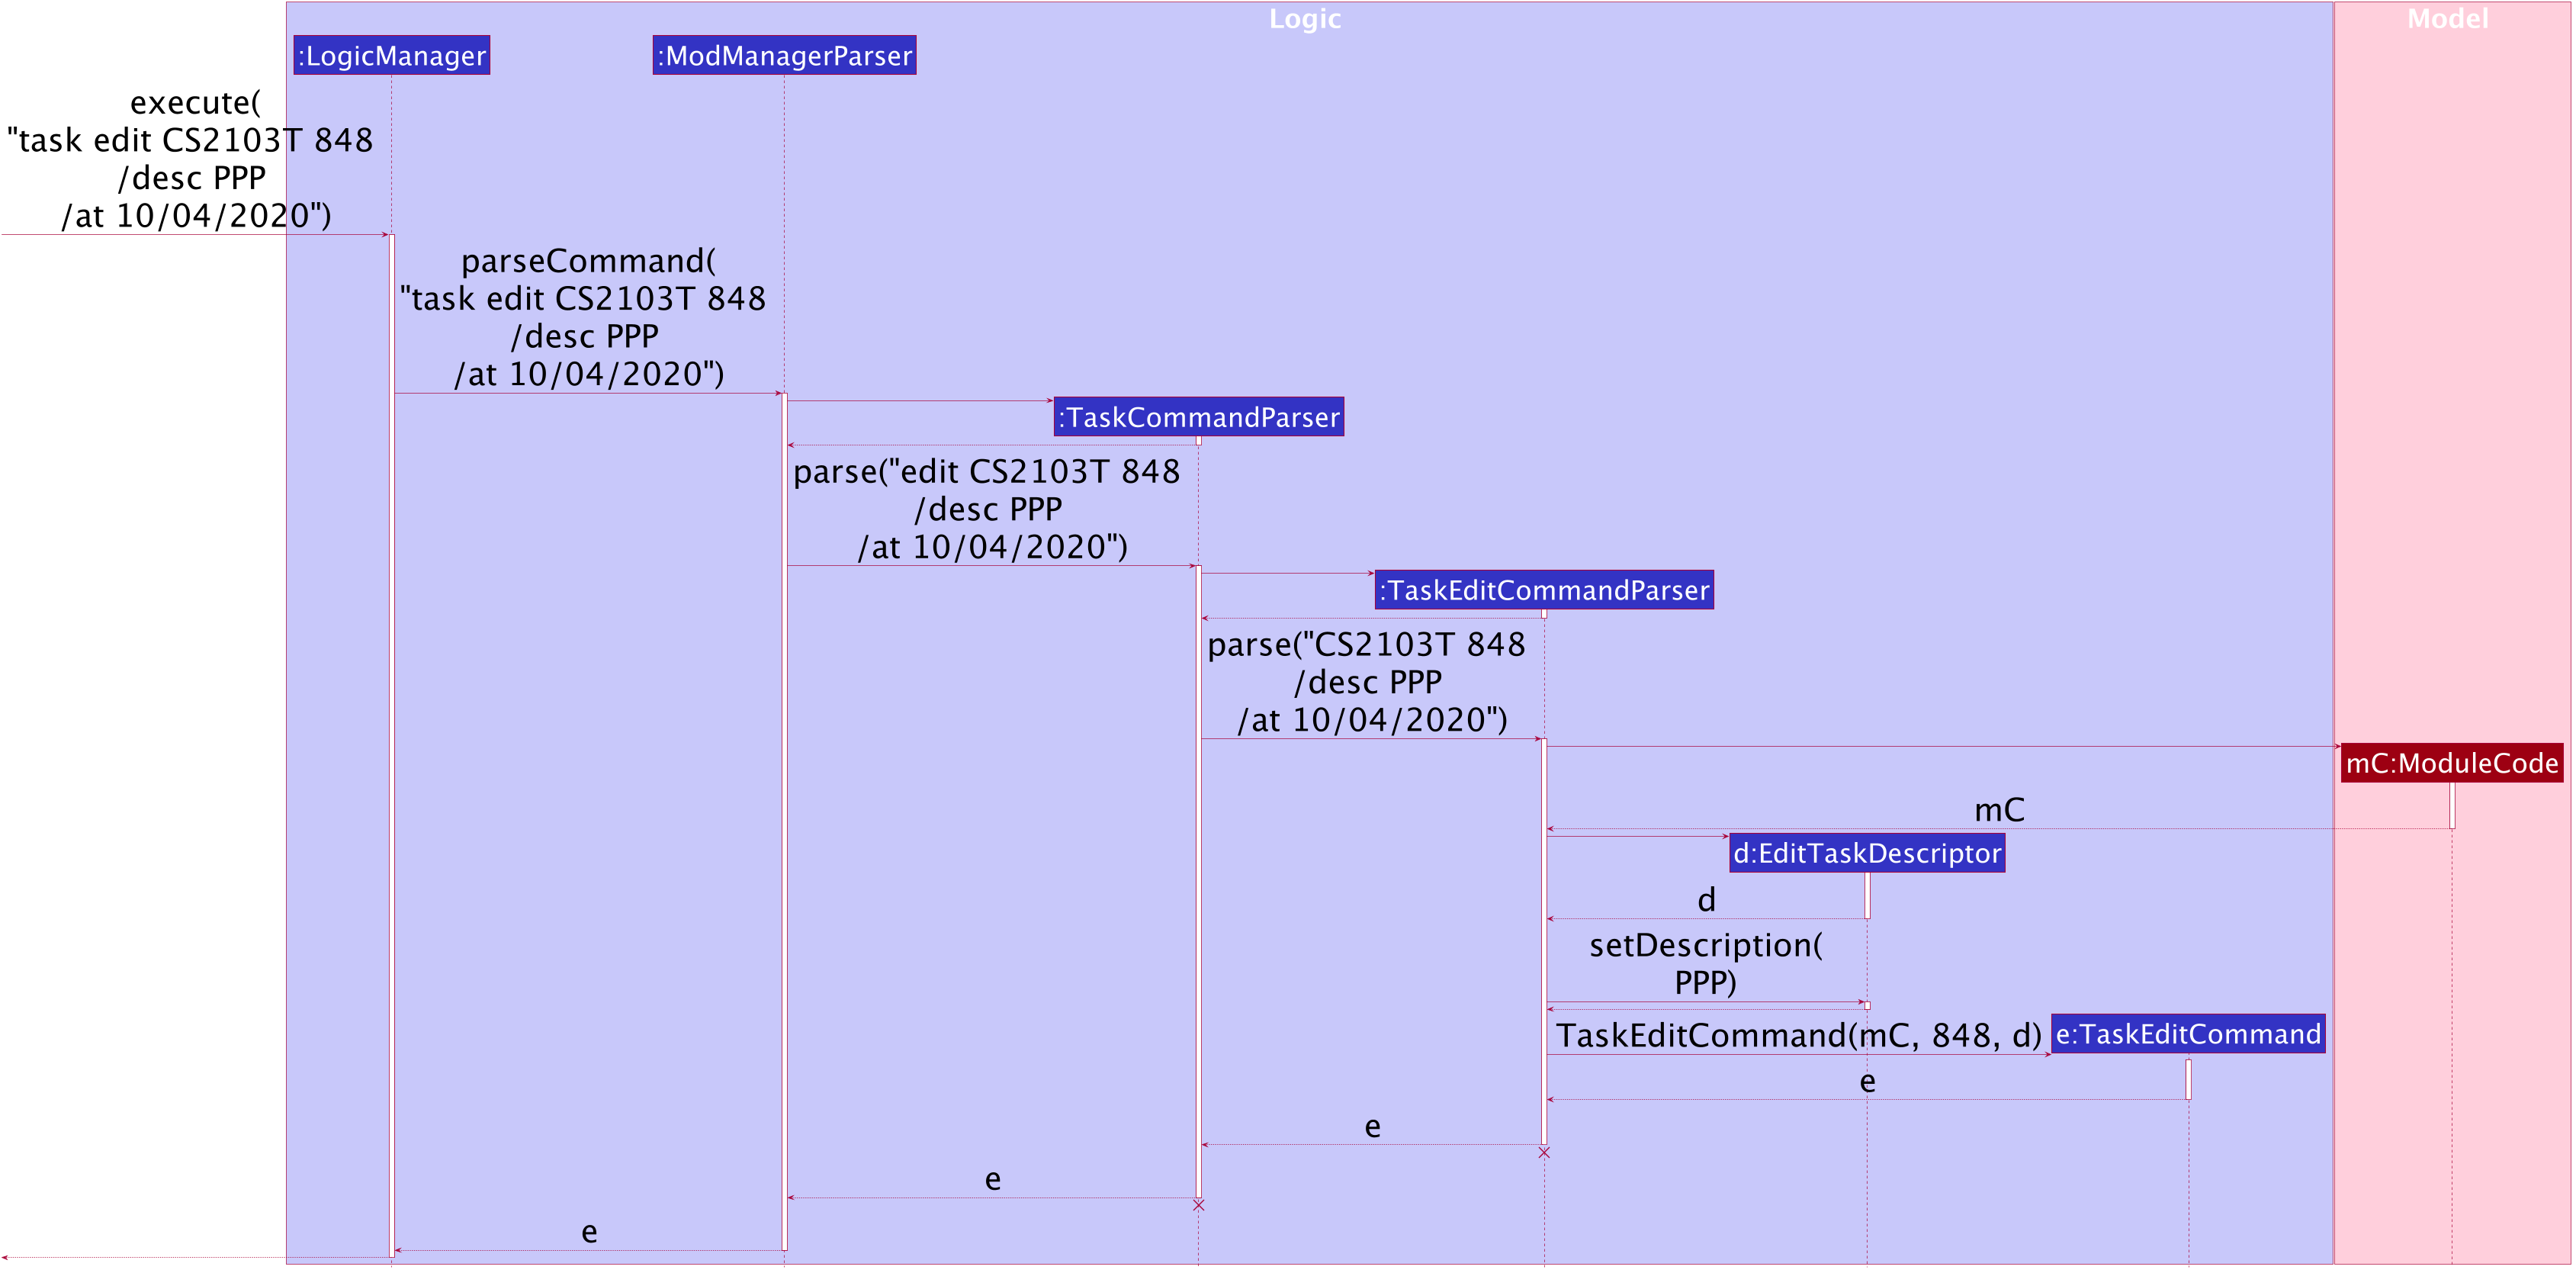 Logic
Model
:LogicManager
:ModManagerParser
execute(
"task edit CS2103T 848
/desc PPP
/at 10/04/2020")
parseCommand(
"task edit CS2103T 848
/desc PPP
/at 10/04/2020")
:TaskCommandParser
parse("edit CS2103T 848
/desc PPP
/at 10/04/2020")
:TaskEditCommandParser
parse("CS2103T 848
/desc PPP
/at 10/04/2020")
mC:ModuleCode
mC
d:EditTaskDescriptor
d
setDescription(
PPP)
TaskEditCommand(mC, 848, d)
e:TaskEditCommand
e
e
e
e